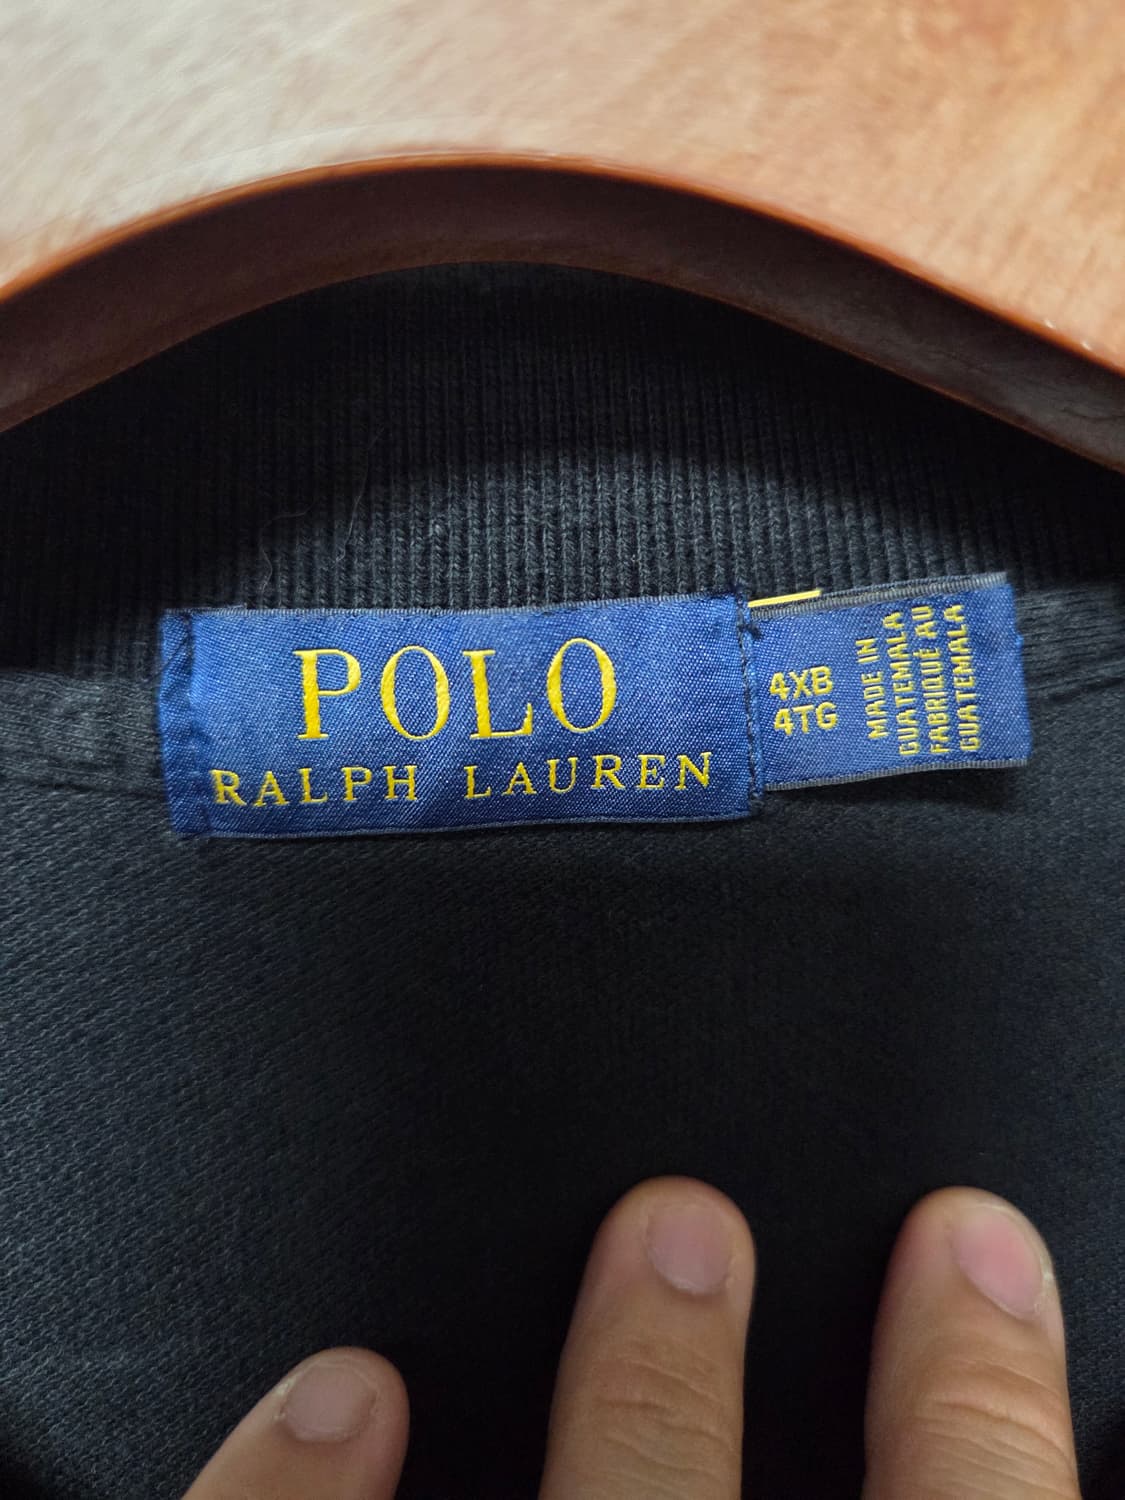 POLO
RALPH LAUREN
4XB
4TG
MADE IN
GUATEMALA
FABRIQUÉ AU
GUATEMALA